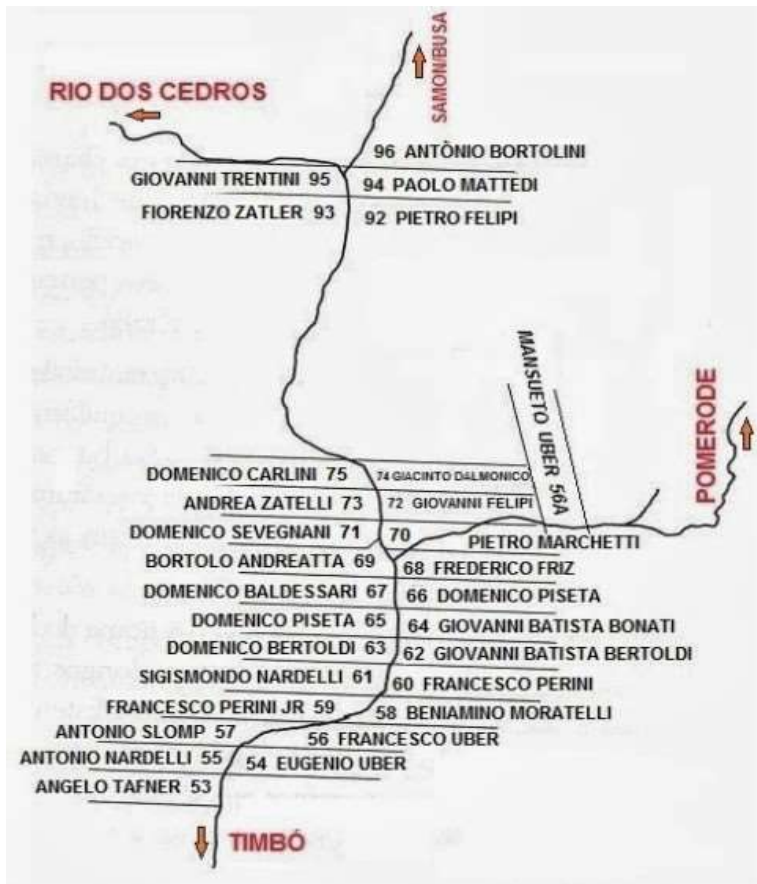 SAMON/BUSA
RIO DOS CEDROS
96 ANTÔNIO BORTOLINI
GIOVANNI TRENTINI 95
94 PAOLO MATTEDI
FIORENZO ZATLER 93
92 PIETRO FELIPI
MANSUETO UBER 56A
POMERODE
DOMENICO CARLINI 75
74 GIACINTO DALMONICO
ANDREA ZATELLI 73
72 GIOVANNI FELIPI
DOMENICO SEVEGNANI 71
70 PIETRO MARCHETTI
BORTOLO ANDREATTA 69
68 FREDERICO FRIZ
DOMENICO BALDESSARI 67
66 DOMENICO PISETA
DOMENICO PISETA 65
64 GIOVANNI BATISTA BONATI
DOMENICO BERTOLDI 63
62 GIOVANNI BATISTA BERTOLDI
SIGISMONDO NARDELLI 61
60 FRANCESCO PERINI
FRANCESCO PERINI JR 59
58 BENIAMINO MORATELLI
ANTONIO SLOMP 57
56 FRANCESCO UBER
ANTONIO NARDELLI 55
54 EUGENIO UBER
ANGELO TAFNER 53
TIMBÓ